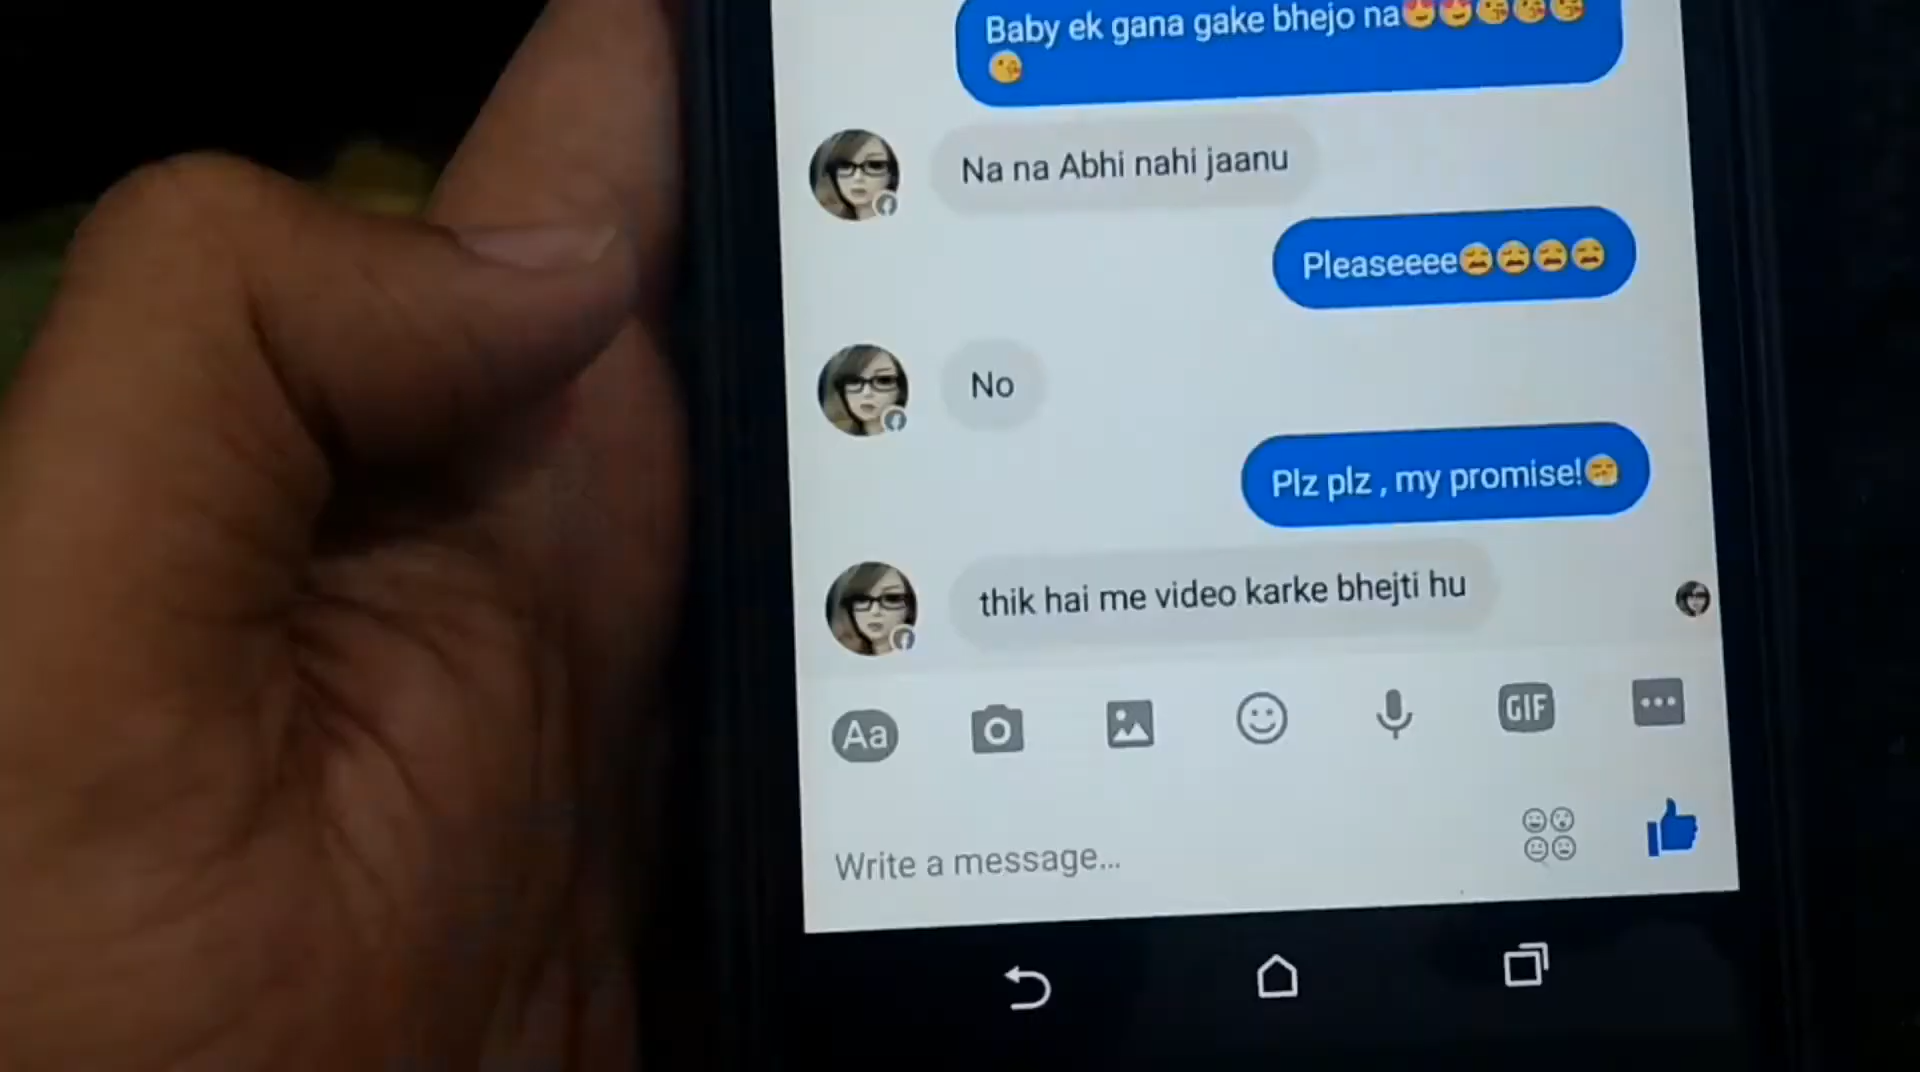 Baby ek gana gake bhejo na😍😍😘😘😘
😘
Na na Abhi nahi jaanu
Pleaseeee😩😩😩😩
No
Plz plz , my promise!
thik hai me video karke bhejti hu
Aa
GIF
Write a message...